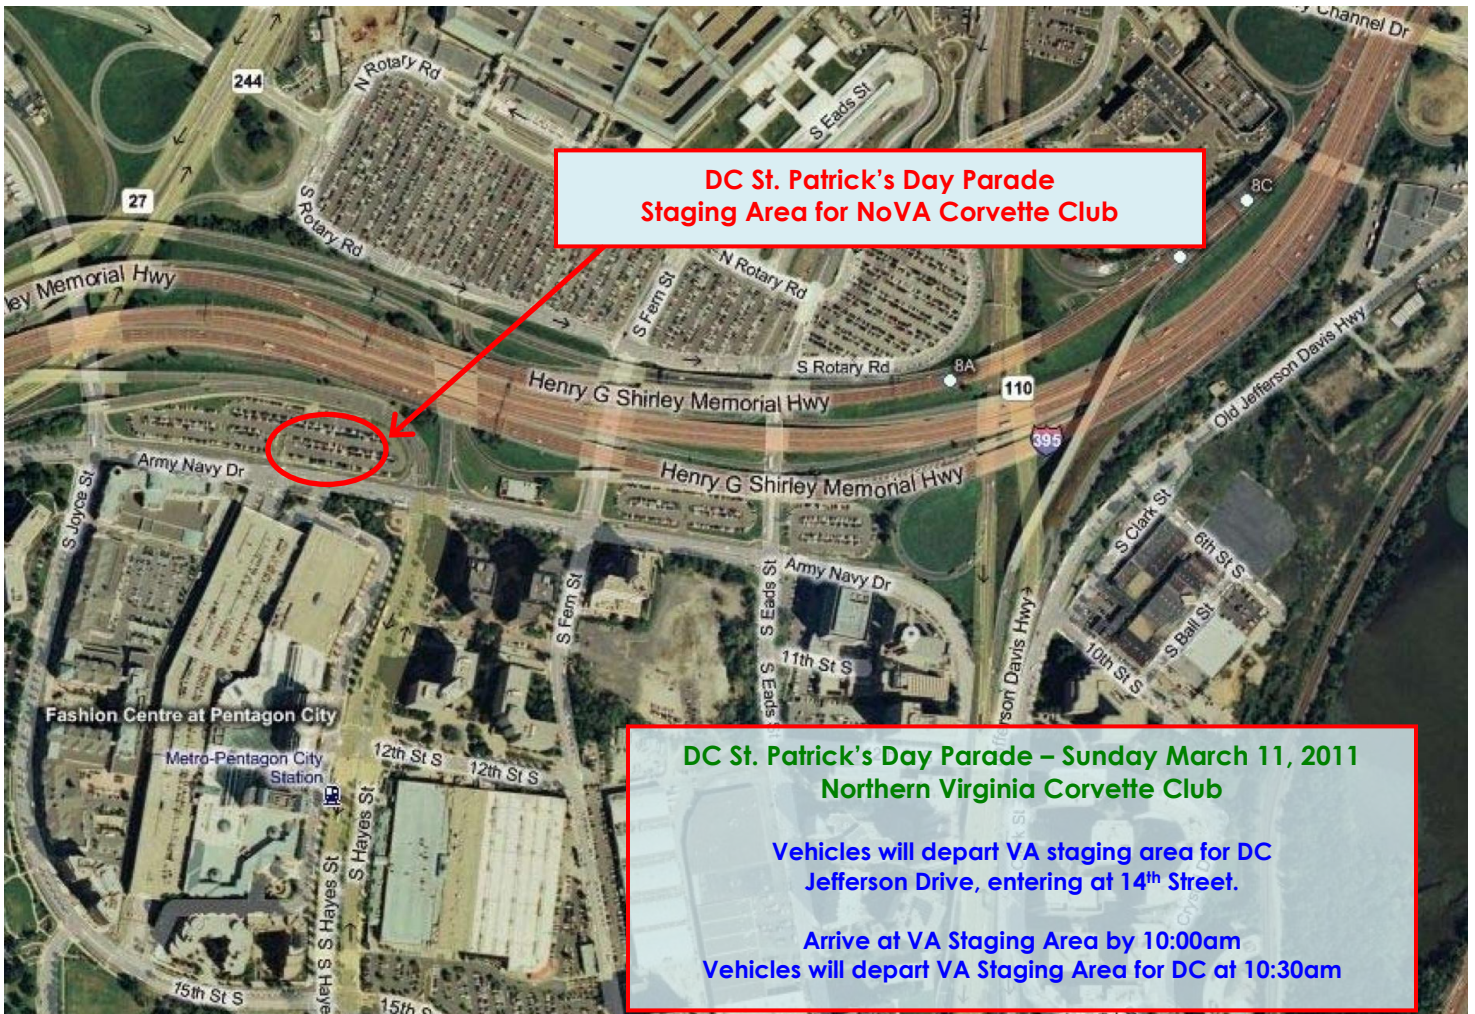 ry Channel Dr
N Rotary Rd
244
S Eads St
DC St. Patrick’s Day Parade
Staging Area for NoVA Corvette Club
8C
27
S Rotary Rd
N Rotary Rd
ley Memorial Hwy
S Fern St
S Rotary Rd
8A
110
Old Jefferson Davis Hwy
Henry G Shirley Memorial Hwy
395
Army Navy Dr
Henry G Shirley Memorial Hwy
S Joyce St
S Clark St
6th St S
Army Navy Dr
S Fern St
S Eads St
S Ball St
11th St S
10th St S
S Eads S
ferson Davis Hwy
Fashion Centre at Pentagon City
Metro-Pentagon City
Station
12th St S
12th St S
S Hayes St
S Hayes St
S Haye
15th St S
15th S
DC St. Patrick’s Day Parade – Sunday March 11, 2011
Northern Virginia Corvette Club
Vehicles will depart VA staging area for DC
Jefferson Drive, entering at 14th Street.
Arrive at VA Staging Area by 10:00am
Vehicles will depart VA Staging Area for DC at 10:30am